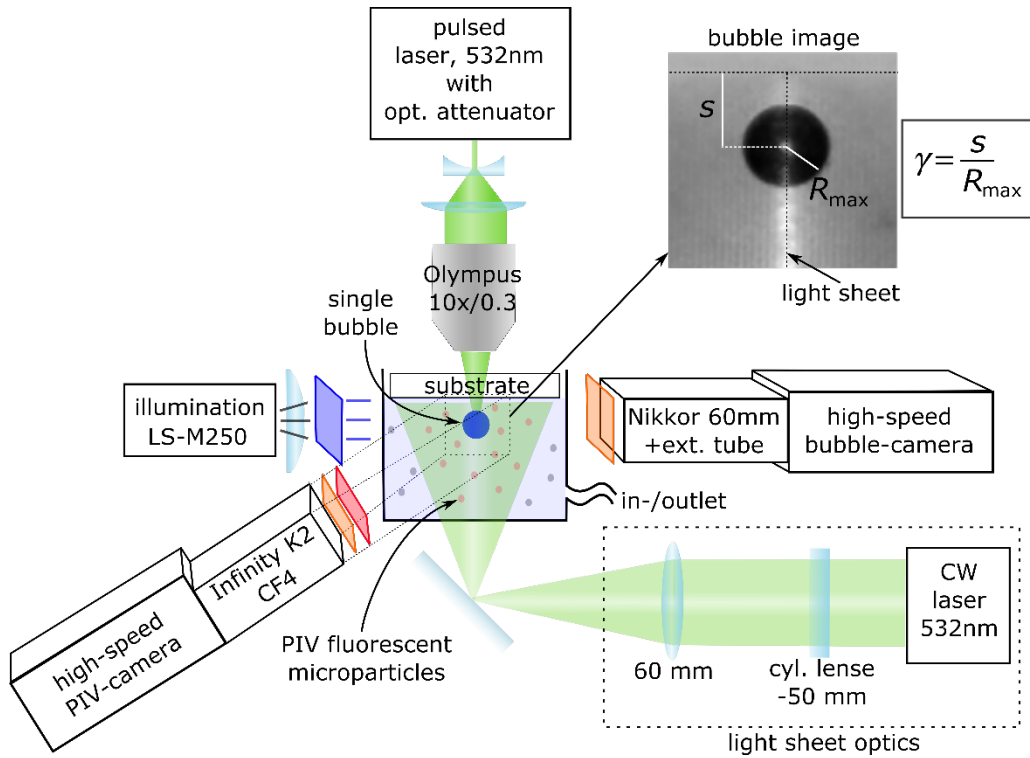 pulsed
laser, 532nm
with
opt. attenuator
bubble image
s
R_max
γ = s / R_max
light sheet
Olympus
10x/0.3
single
bubble
substrate
illumination
LS-M250
Nikkor 60mm
+ext. tube
high-speed
bubble-camera
in-/outlet
Infinity K2
CF4
high-speed
PIV-camera
PIV fluorescent
microparticles
CW
laser
532nm
60 mm
cyl. lense
-50 mm
light sheet optics